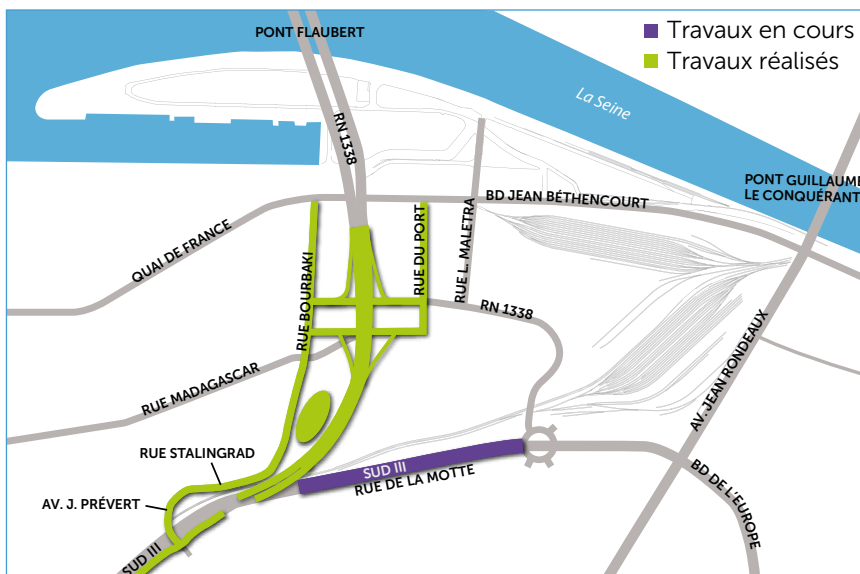 PONT FLAUBERT
Travaux en cours
Travaux réalisés
La Seine
RN 1338
PONT GUILLAUME
LE CONQUÉRANT
BD JEAN BÉTHENCOURT
QUAI DE FRANCE
RUE BOURBAKI
RUE DU PORT
RUE L. MALETRA
RN 1338
RUE MADAGASCAR
AV. JEAN RONDEAUX
RUE STALINGRAD
SUD III
RUE DE LA MOTTE
BD DE L'EUROPE
AV. J. PRÉVERT
SUD III